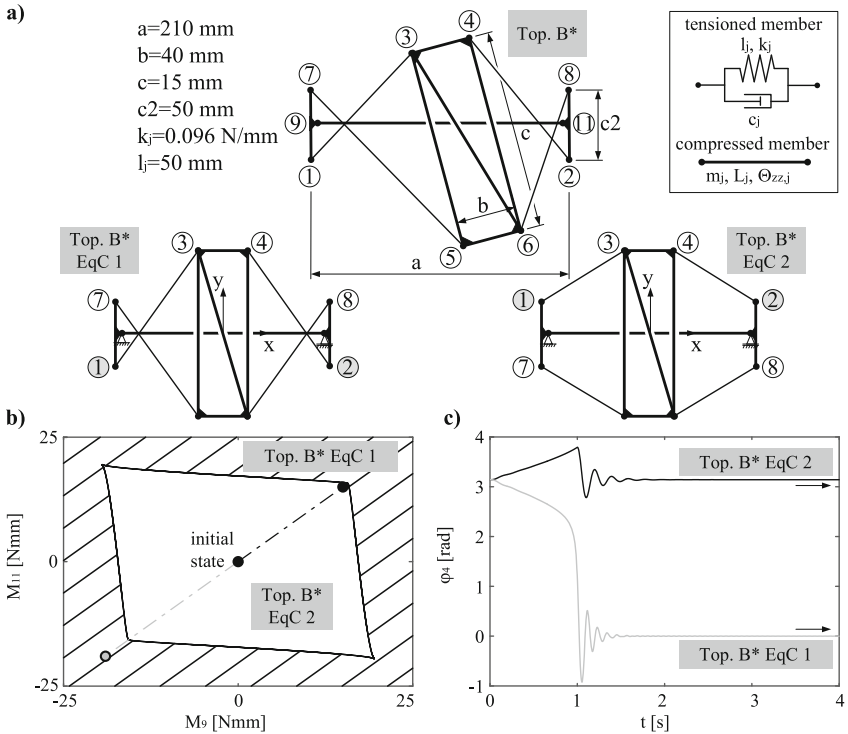 a)
a=210 mm
b=40 mm
c=15 mm
c2=50 mm
kj=0.096 N/mm
lj=50 mm
Top. B*
3
4
7
8
9
11
c2
c
1
2
b
5
6
a
tensioned member
lj, kj
cj
compressed member
mj, Lj, Θzz,j
Top. B*
EqC 1
3
4
7
8
y
x
1
2
Top. B*
EqC 2
3
4
1
2
y
x
7
8
b)
25
0
-25
M11 [Nmm]
Top. B* EqC 1
initial
state
Top. B*
EqC 2
-25
0
25
M9 [Nmm]
c)
4
3
2
1
0
-1
φ4 [rad]
Top. B* EqC 2
Top. B* EqC 1
0
1
2
3
4
t [s]